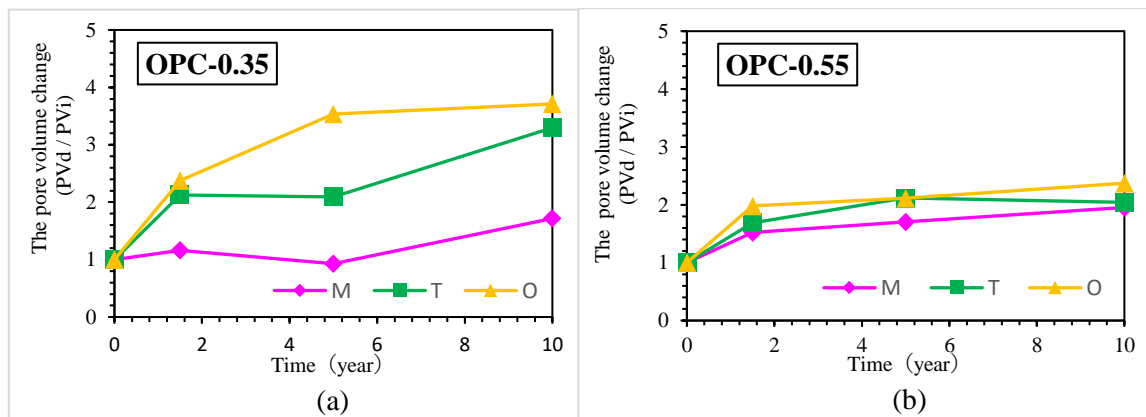 OPC-0.35
The pore volume change
(PVd / PVi)
5
4
3
2
1
0
M T O
0 2 4 6 8 10
Time（year）
(a)
OPC-0.55
The pore volume change
(PVd / PVi)
5
4
3
2
1
0
M T O
0 2 4 6 8 10
Time（year）
(b)